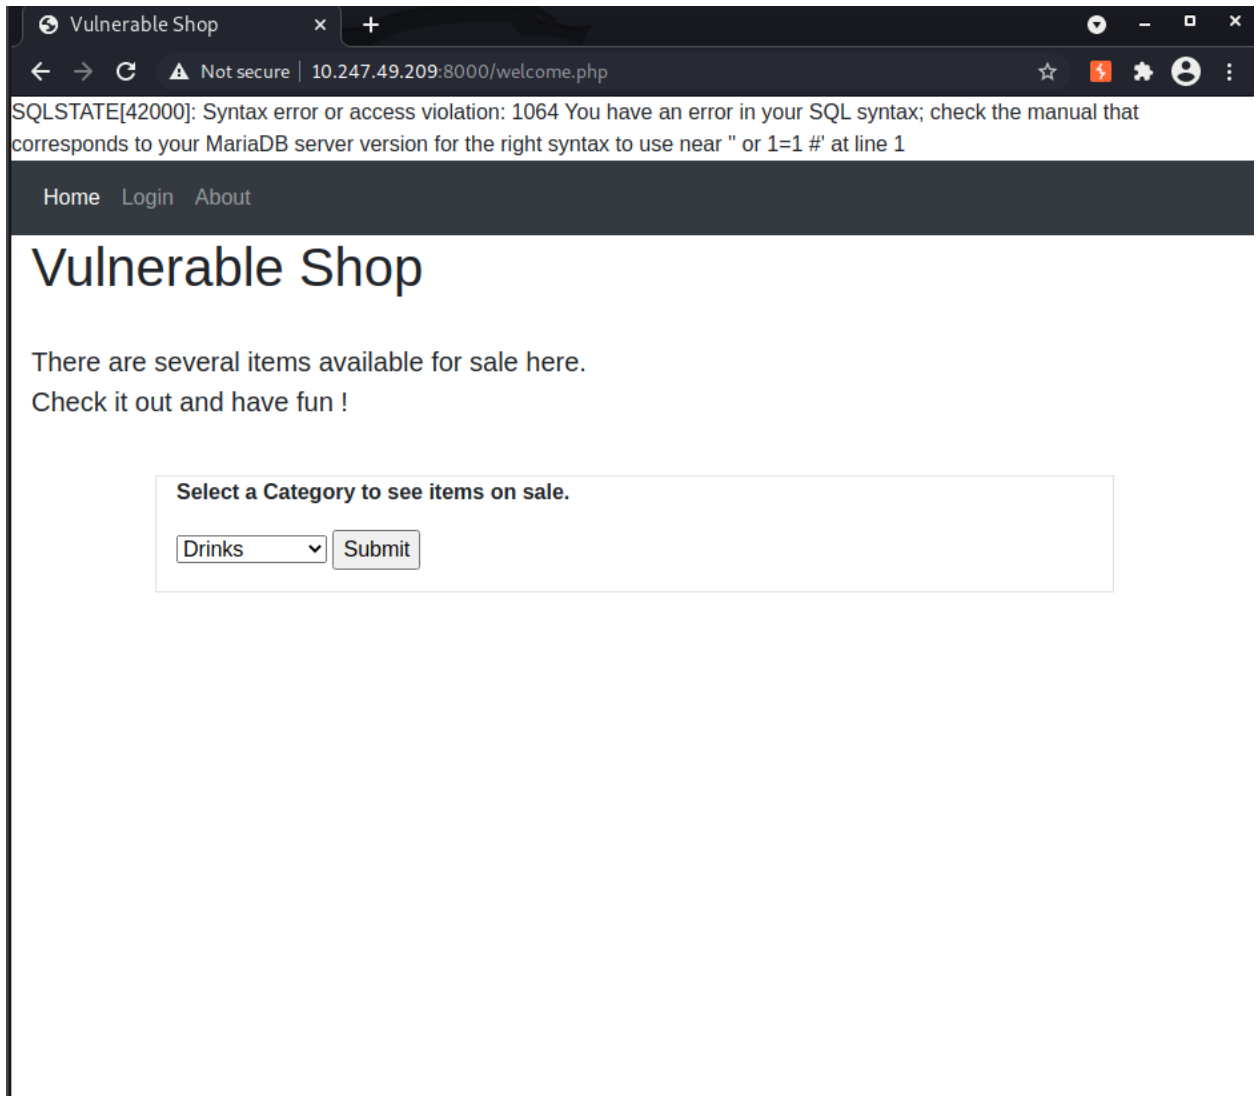 Vulnerable Shop
Not secure | 10.247.49.209:8000/welcome.php
SQLSTATE[42000]: Syntax error or access violation: 1064 You have an error in your SQL syntax; check the manual that
corresponds to your MariaDB server version for the right syntax to use near '' or 1=1 #' at line 1
Home Login About
Vulnerable Shop
There are several items available for sale here.
Check it out and have fun !
Select a Category to see items on sale.
Drinks Submit